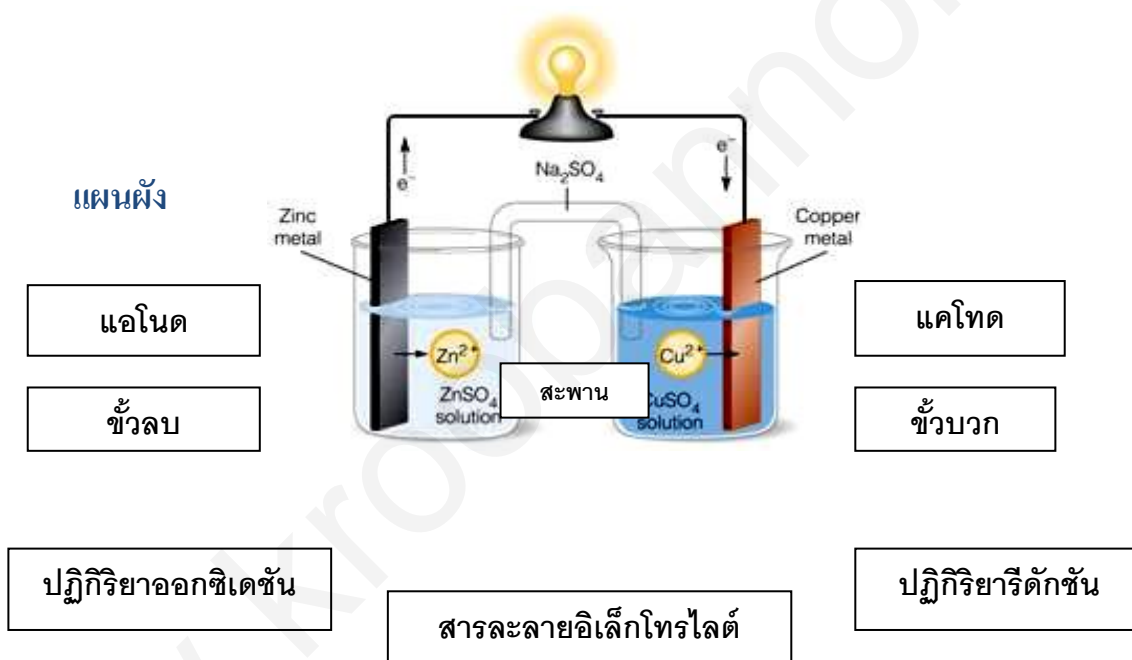 e⁻
e⁻
Na₂SO₄
แผนผัง
Zinc
metal
Copper
metal
แอโนด
แคโทด
Zn²⁺
Cu²⁺
ZnSO₄
solution
สะพาน
CuSO₄
solution
ขั้วลบ
ขั้วบวก
ปฏิกิริยาออกซิเดชัน
ปฏิกิริยารีดักชัน
สารละลายอิเล็กโทรไลต์